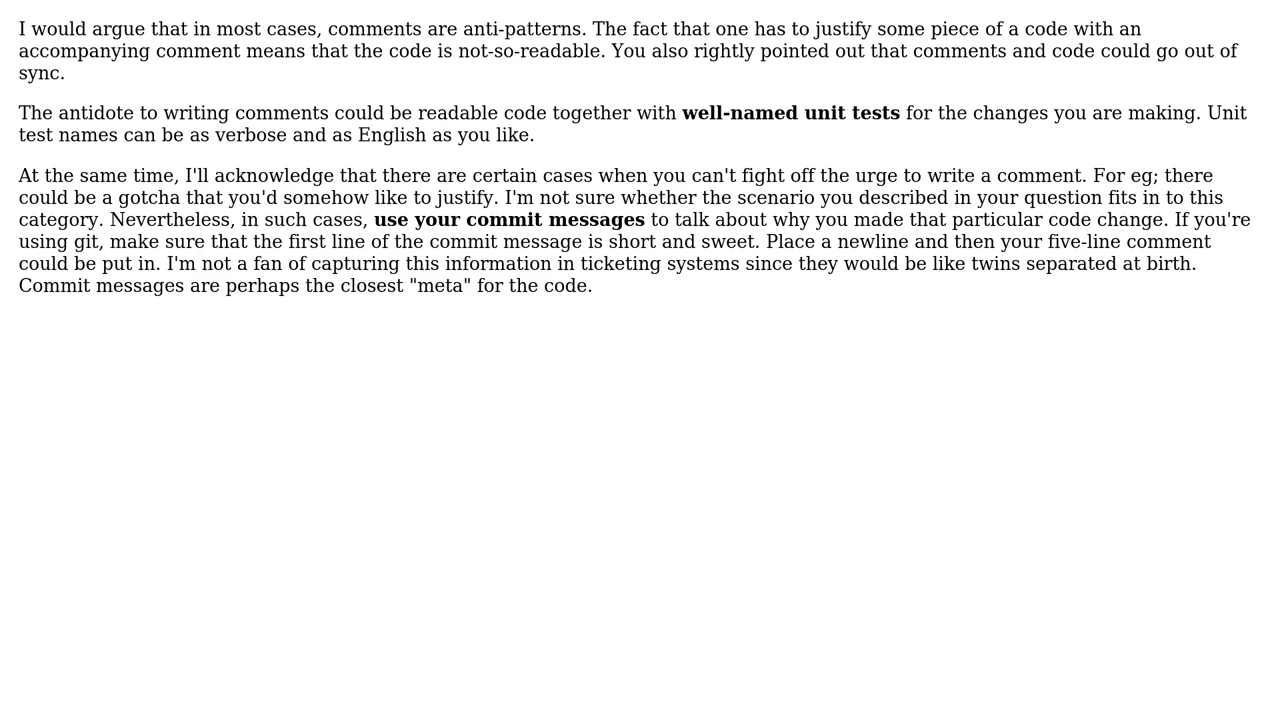 I would argue that in most cases, comments are anti-patterns. The fact that one has to justify some piece of a code with an
accompanying comment means that the code is not-so-readable. You also rightly pointed out that comments and code could go out of
sync.
The antidote to writing comments could be readable code together with well-named unit tests for the changes you are making. Unit
test names can be as verbose and as English as you like.
At the same time, I'll acknowledge that there are certain cases when you can't fight off the urge to write a comment. For eg; there
could be a gotcha that you'd somehow like to justify. I'm not sure whether the scenario you described in your question fits in to this
category. Nevertheless, in such cases, use your commit messages to talk about why you made that particular code change. If you're
using git, make sure that the first line of the commit message is short and sweet. Place a newline and then your five-line comment
could be put in. I'm not a fan of capturing this information in ticketing systems since they would be like twins separated at birth.
Commit messages are perhaps the closest "meta" for the code.